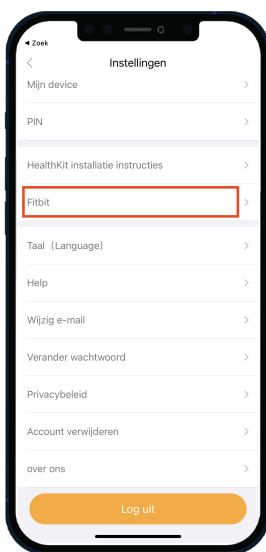 Zoek
Instellingen
Mijn device
PIN
HealthKit installatie instructies
Fitbit
Taal（Language）
Help
Wijzig e-mail
Verander wachtwoord
Privacybeleid
Account verwijderen
over ons
Log uit